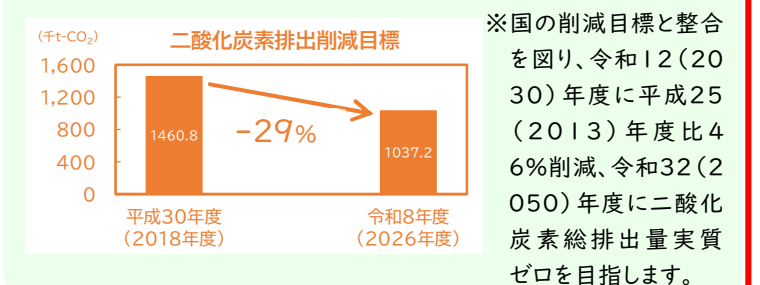 (千t-CO₂)
二酸化炭素排出削減目標
1,600
1,200
800
400
0
1460.8
-29%
1037.2
平成30年度
(2018年度)
令和8年度
(2026年度)
※国の削減目標と整合
を図り、令和12(20
30)年度に平成25
(2013)年度比4
6%削減、令和32(2
050)年度に二酸化
炭素総排出量実質
ゼロを目指します。